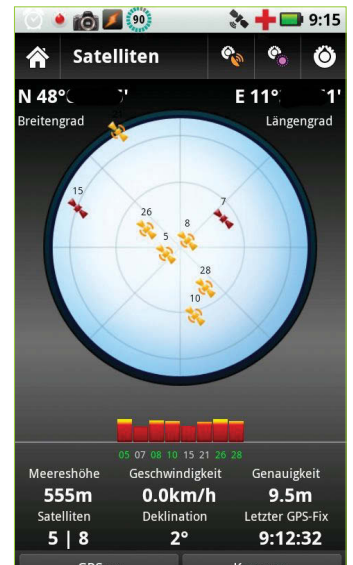 90 9:15
Satelliten
N 48° ' E 11° 1'
Breitengrad Längengrad
15
7
26
8
5
28
10
05 07 08 10 15 21 26 28
Meereshöhe Geschwindigkeit Genauigkeit
555m 0.0km/h 9.5m
Satelliten Deklination Letzter GPS-Fix
5 | 8 2° 9:12:32